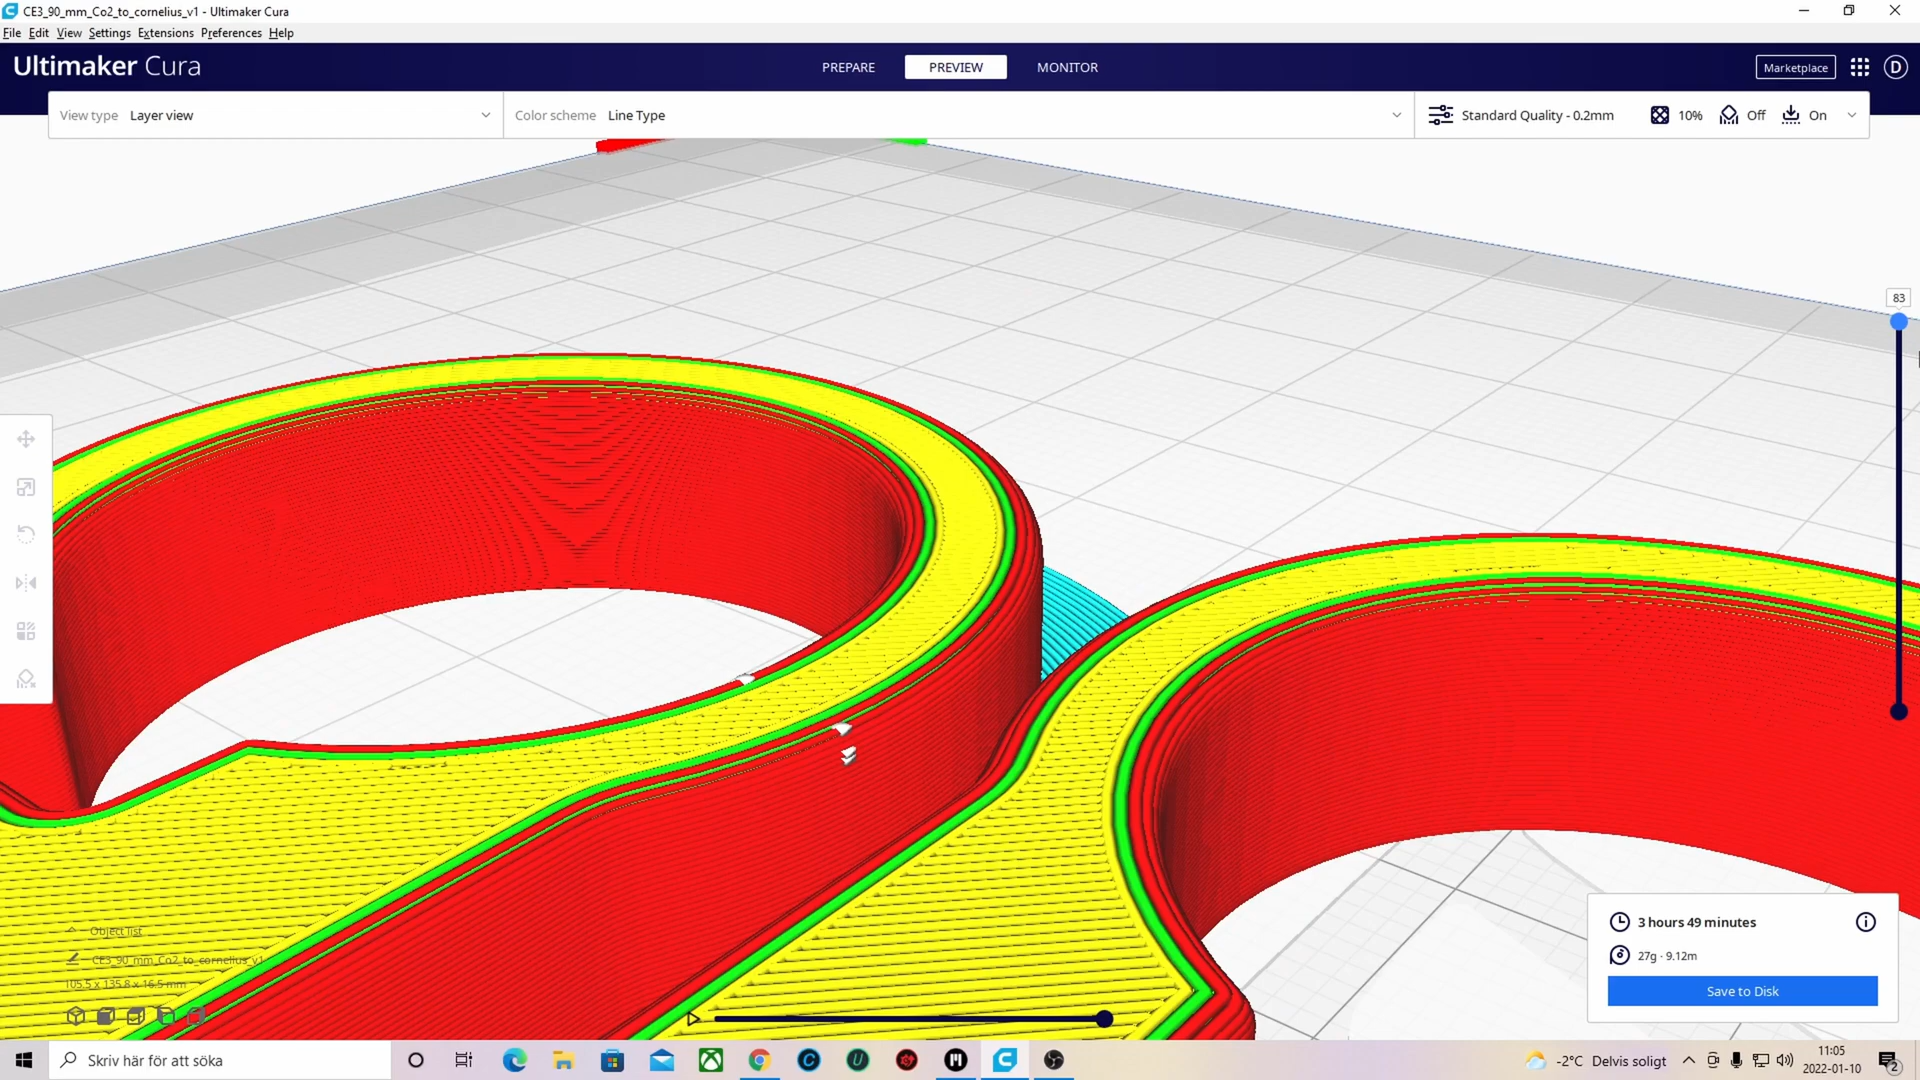 CE3_90_mm_Co2_to_cornelius_v1 - Ultimaker Cura
File Edit View Settings Extensions Preferences Help
Ultimaker Cura PREPARE PREVIEW MONITOR Marketplace D
View type Layer view Color scheme Line Type Standard Quality - 0.2mm 10% Off On
83
Object list
CE3_90_mm_Co2_to_cornelius_v1
105.5 x 135.8 x 16.5 mm
3 hours 49 minutes
27g · 9.12m
Save to Disk
Skriv här för att söka
-2°C Delvis soligt
11:05
2022-01-10
2